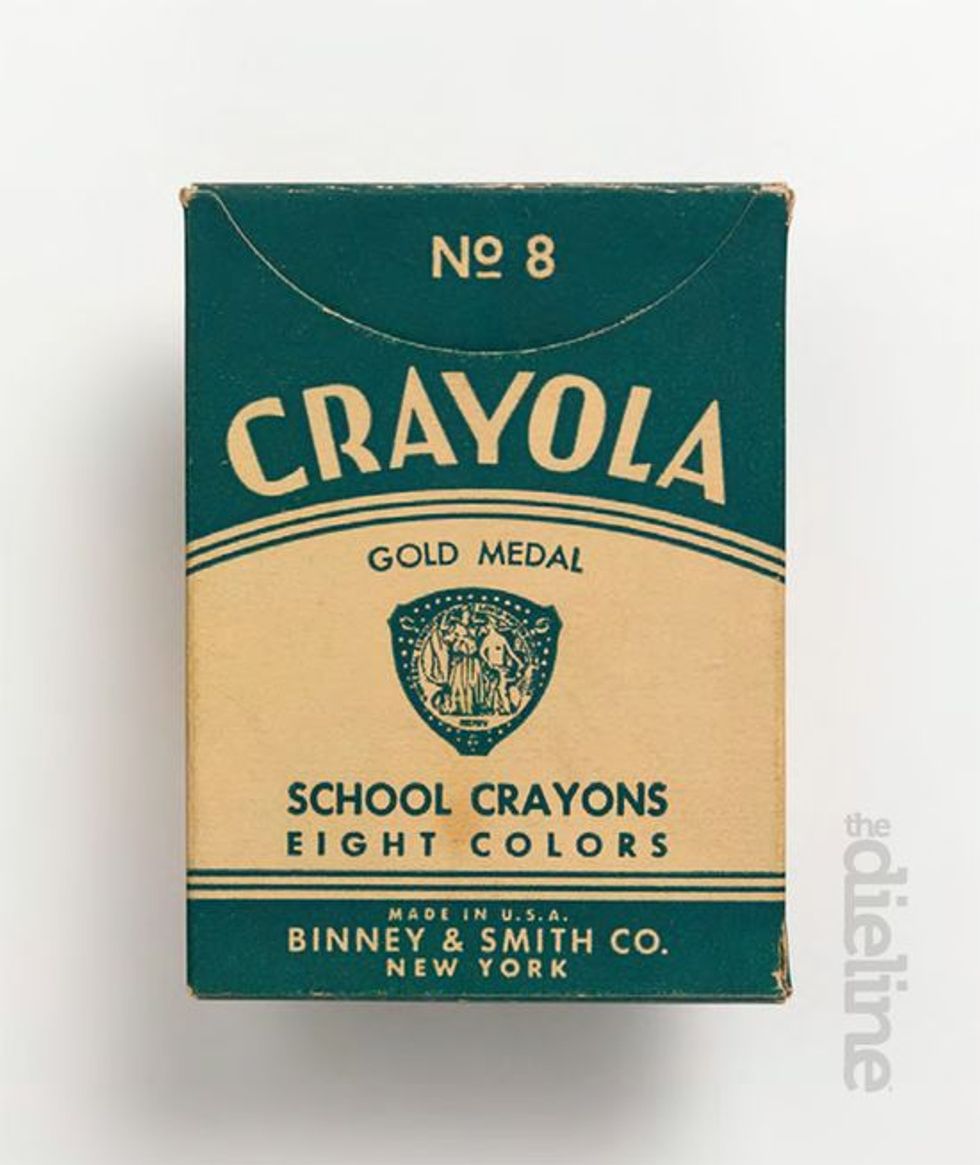 Nº 8
CRAYOLA
GOLD MEDAL
SCHOOL CRAYONS
EIGHT COLORS
MADE IN U.S.A.
BINNEY & SMITH CO.
NEW YORK
the
dieline